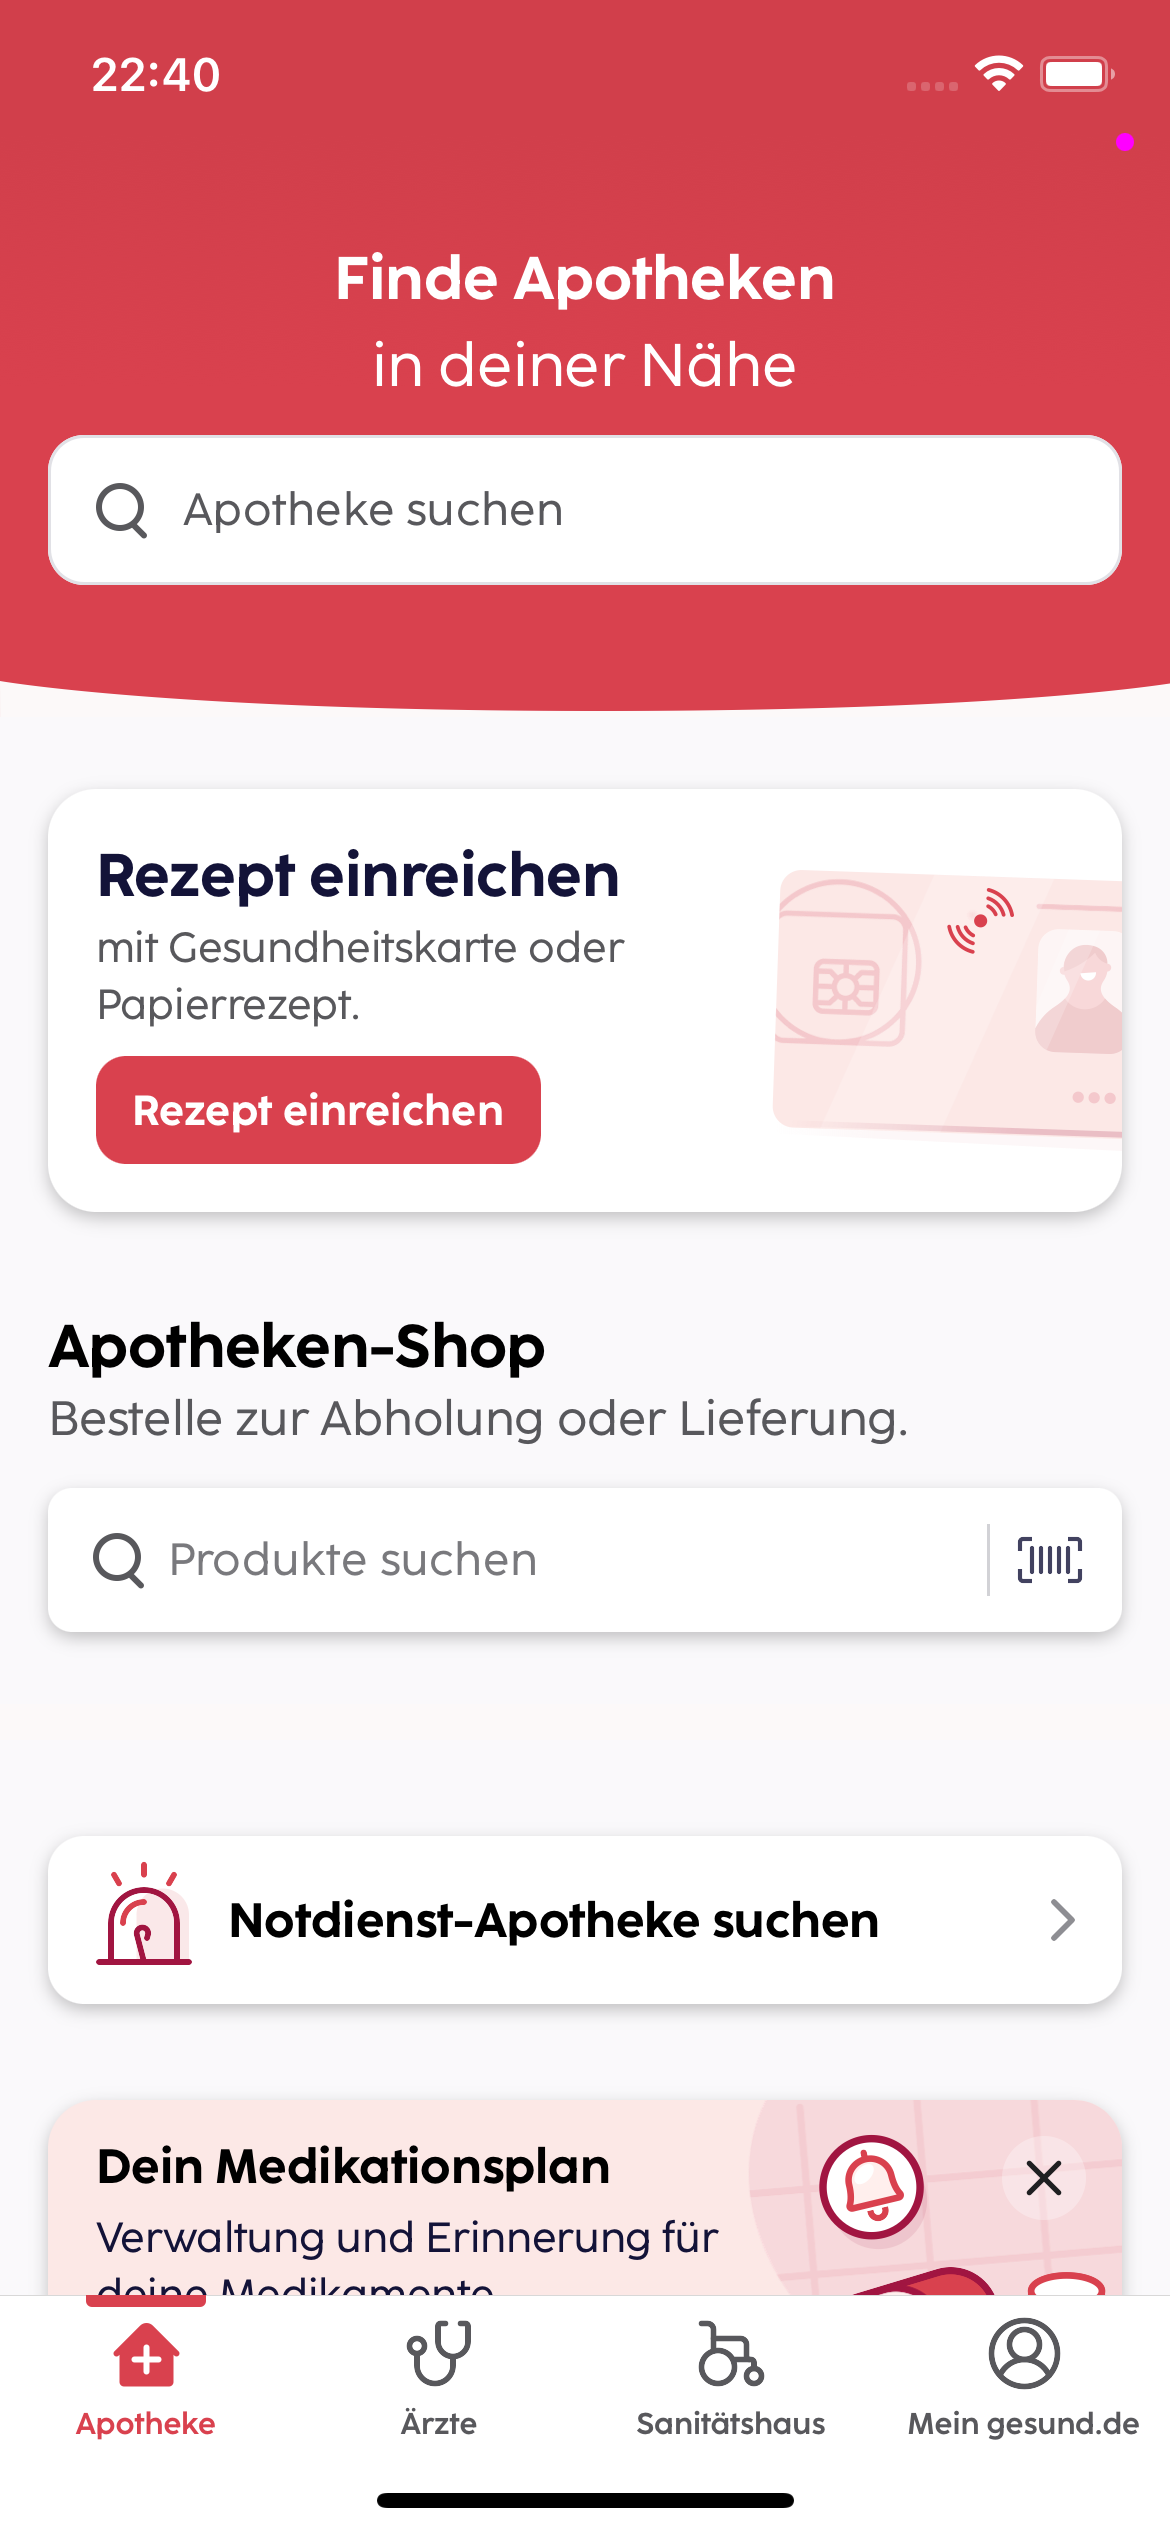 22:40
Finde Apotheken
in deiner Nähe
Apotheke suchen
Rezept einreichen
mit Gesundheitskarte oder
Papierrezept.
Rezept einreichen
Apotheken-Shop
Bestelle zur Abholung oder Lieferung.
Produkte suchen
Notdienst-Apotheke suchen
Dein Medikationsplan
Verwaltung und Erinnerung für
deine Medikamente
Apotheke
Ärzte
Sanitätshaus
Mein gesund.de